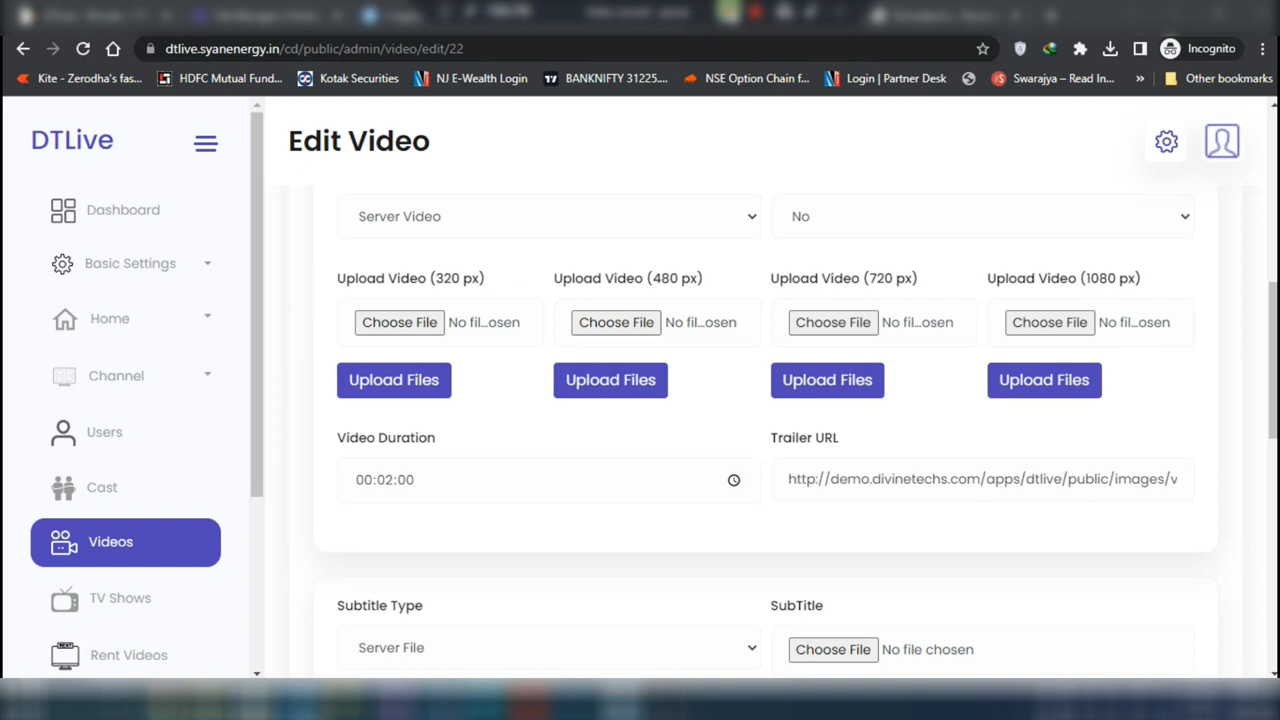 dtlive.syanenergy.in/cd/public/admin/video/edit/22
Incognito
Kite - Zerodha's fas...
HDFC Mutual Fund...
Kotak Securities
NJ E-Wealth Login
BANKNIFTY 31225....
NSE Option Chain f...
Login | Partner Desk
Swarajya – Read In...
»
Other bookmarks
DTLive
Edit Video
Dashboard
Basic Settings
Home
Channel
Users
Cast
Videos
TV Shows
Rent Videos
Server Video
No
Upload Video (320 px)
Upload Video (480 px)
Upload Video (720 px)
Upload Video (1080 px)
Choose File No fil...osen
Choose File No fil...osen
Choose File No fil...osen
Choose File No fil...osen
Upload Files
Upload Files
Upload Files
Upload Files
Video Duration
Trailer URL
00:02:00
http://demo.divinetechs.com/apps/dtlive/public/images/v
Subtitle Type
SubTitle
Server File
Choose File No file chosen